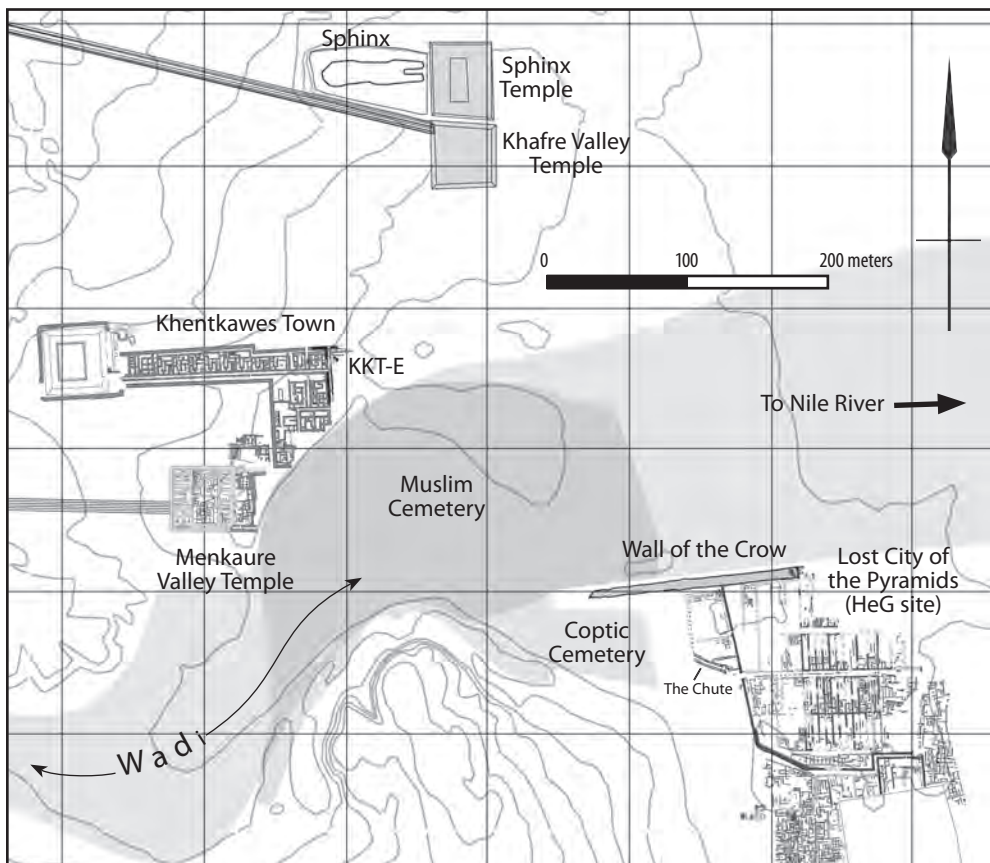 Sphinx
Sphinx
Temple
Khafre Valley
Temple
0
100
200 meters
Khentkawes Town
KKT-E
To Nile River
Muslim
Cemetery
Menkaure
Valley Temple
Wall of the Crow
Lost City of
the Pyramids
(HeG site)
Coptic
Cemetery
The Chute
Wadi